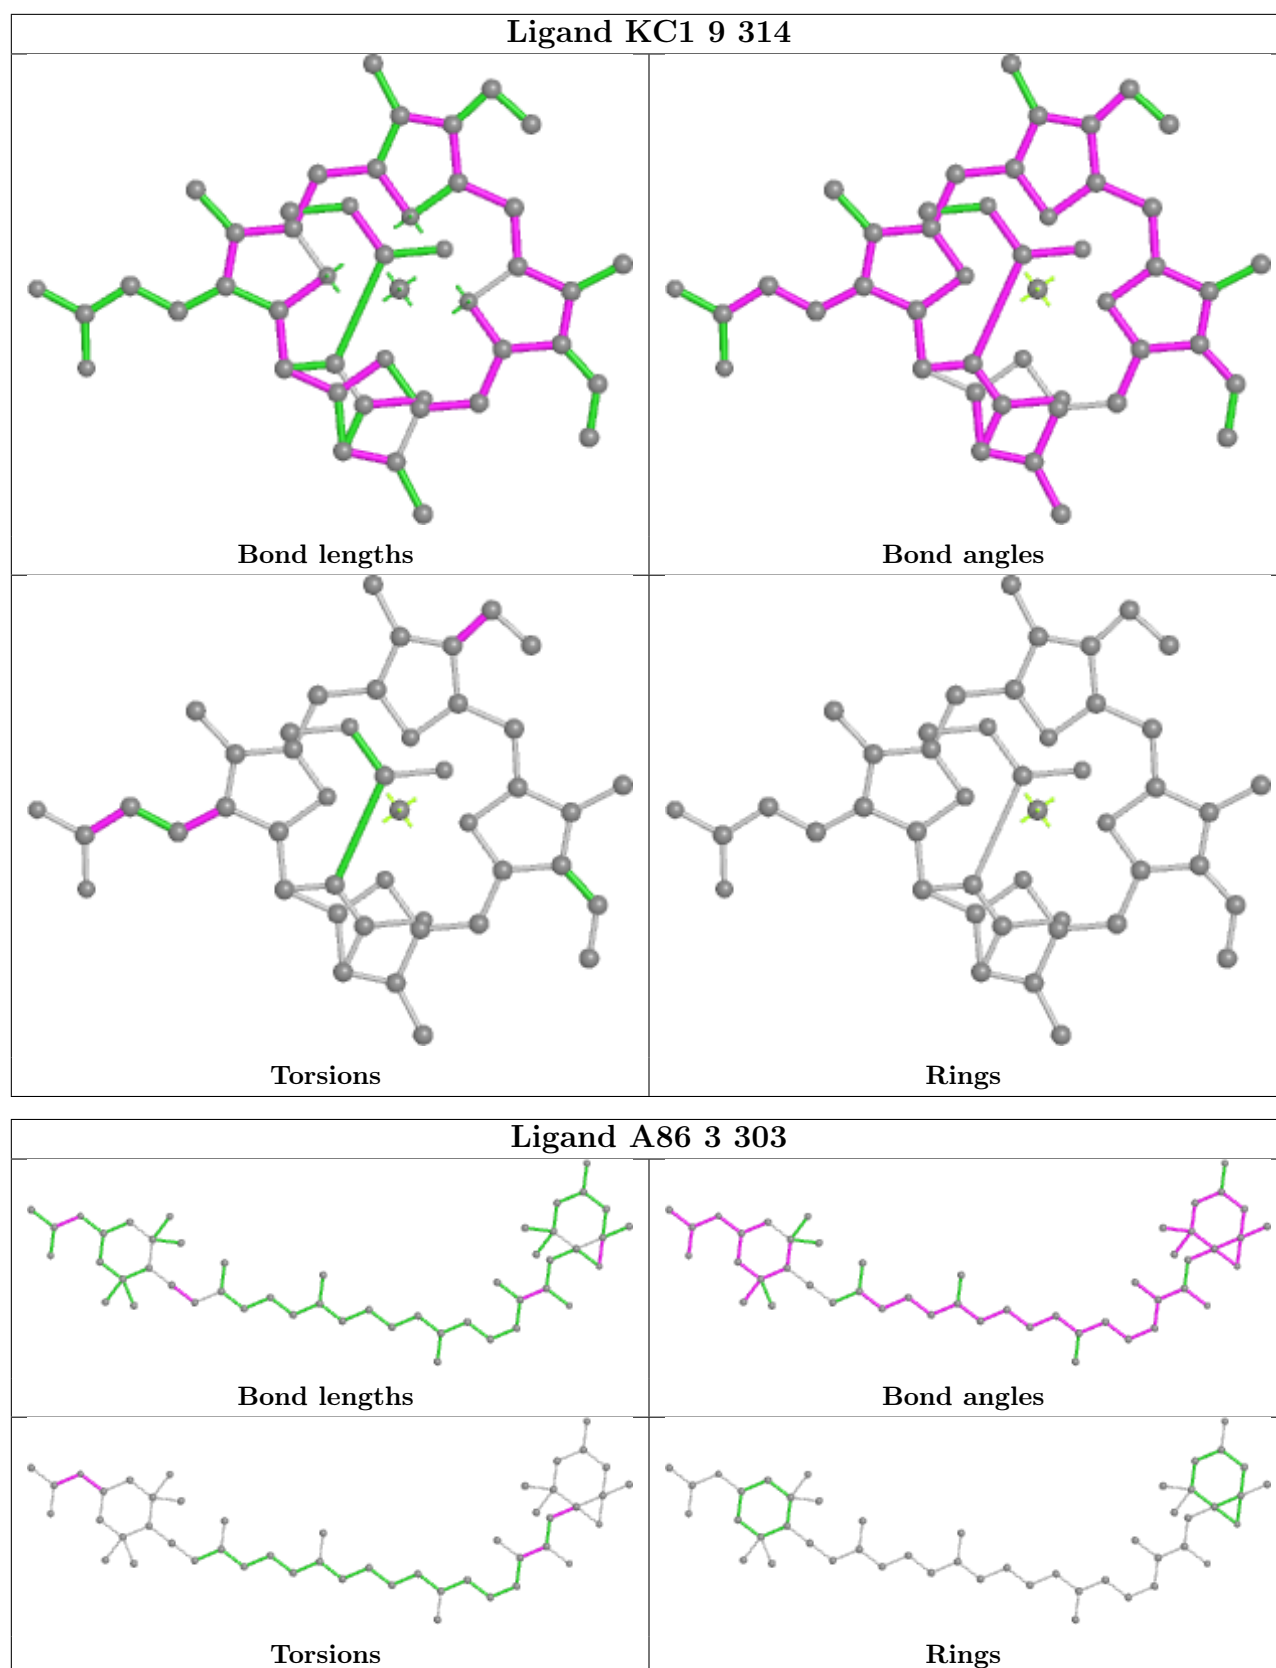 Ligand KC1 9 314
Bond lengths
Bond angles
Torsions
Rings
Ligand A86 3 303
Bond lengths
Bond angles
Torsions
Rings